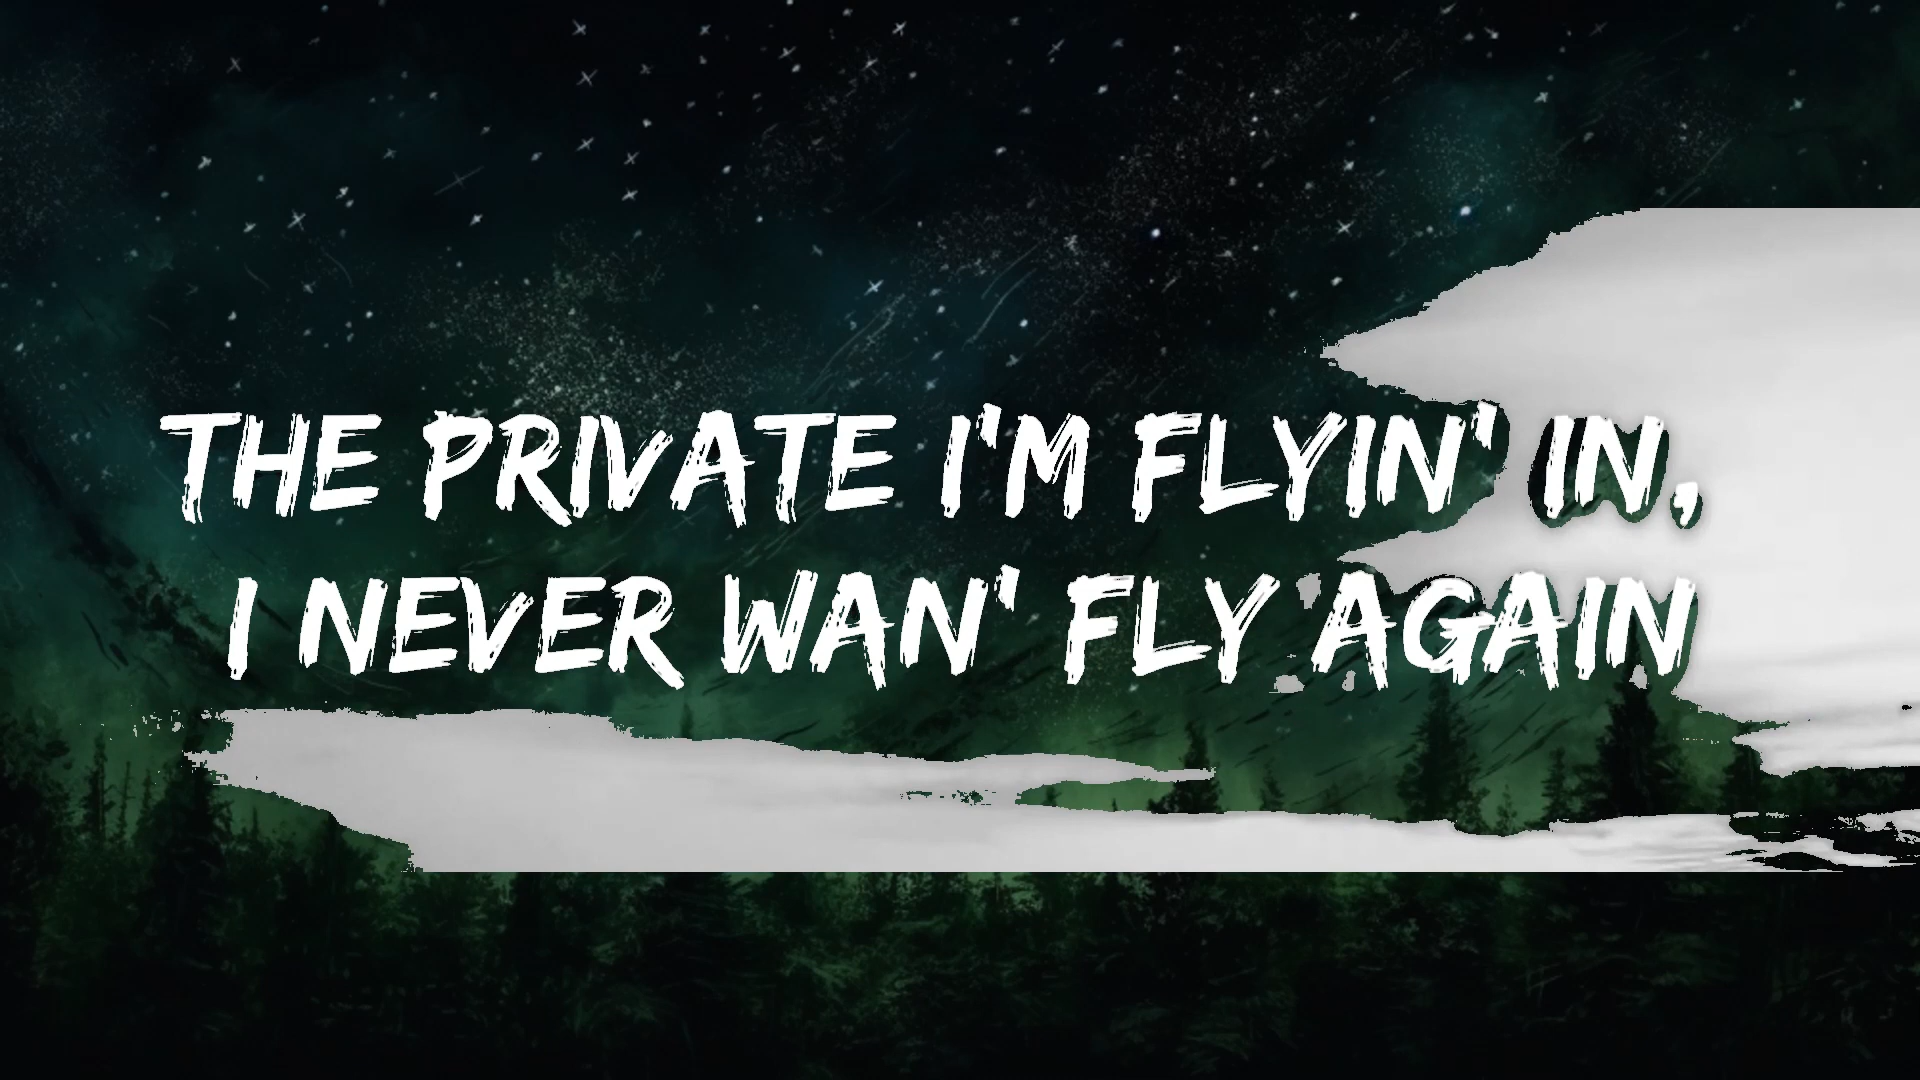 THE PRIVATE I'M FLYIN' IN,
I NEVER WAN' FLY AGAIN